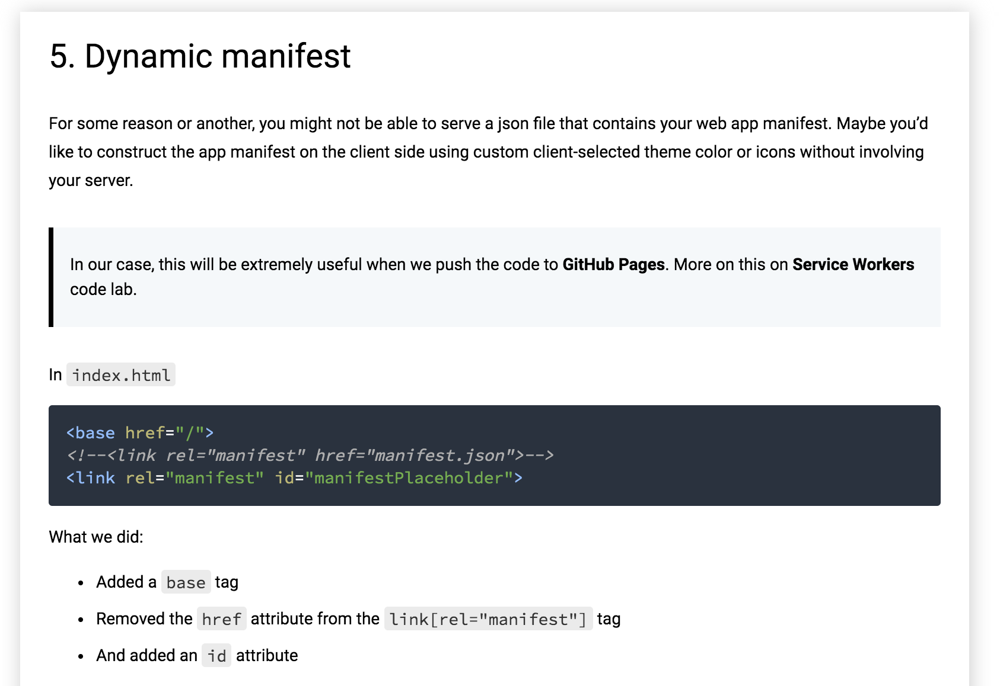 5. Dynamic manifest
For some reason or another, you might not be able to serve a json file that contains your web app manifest. Maybe you’d
like to construct the app manifest on the client side using custom client-selected theme color or icons without involving
your server.
In our case, this will be extremely useful when we push the code to GitHub Pages. More on this on Service Workers
code lab.
In index.html
<base href="/">
<!--<link rel="manifest" href="manifest.json">-->
<link rel="manifest" id="manifestPlaceholder">
What we did:
• Added a base tag
• Removed the href attribute from the link[rel="manifest"] tag
• And added an id attribute